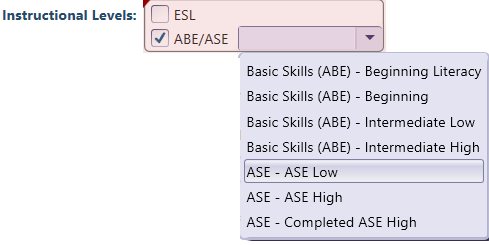 Instructional Levels:
ESL
ABE/ASE
Basic Skills (ABE) - Beginning Literacy
Basic Skills (ABE) - Beginning
Basic Skills (ABE) - Intermediate Low
Basic Skills (ABE) - Intermediate High
ASE - ASE Low
ASE - ASE High
ASE - Completed ASE High